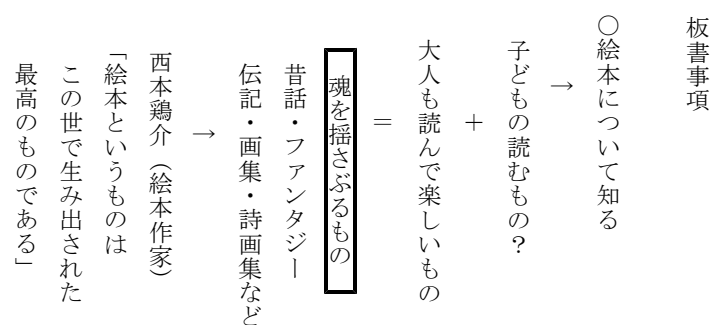 板書事項
○絵本について知る
→
子どもの読むもの？
＋
大人も読んで楽しいもの
＝
魂を揺さぶるもの
昔話・ファンタジー
伝記・画集・詩画集など
→
西本鶏介（絵本作家）
「絵本というものは
この世で生み出された
最高のものである」